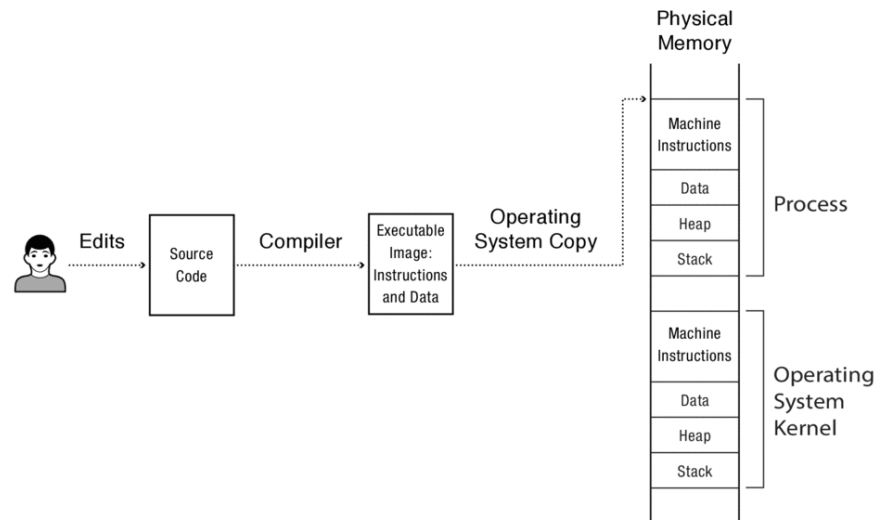 Physical
Memory
Machine
Instructions
Data
Heap
Stack
Process
Edits
Source
Code
Compiler
Executable
Image:
Instructions
and Data
Operating
System Copy
Machine
Instructions
Data
Heap
Stack
Operating
System
Kernel